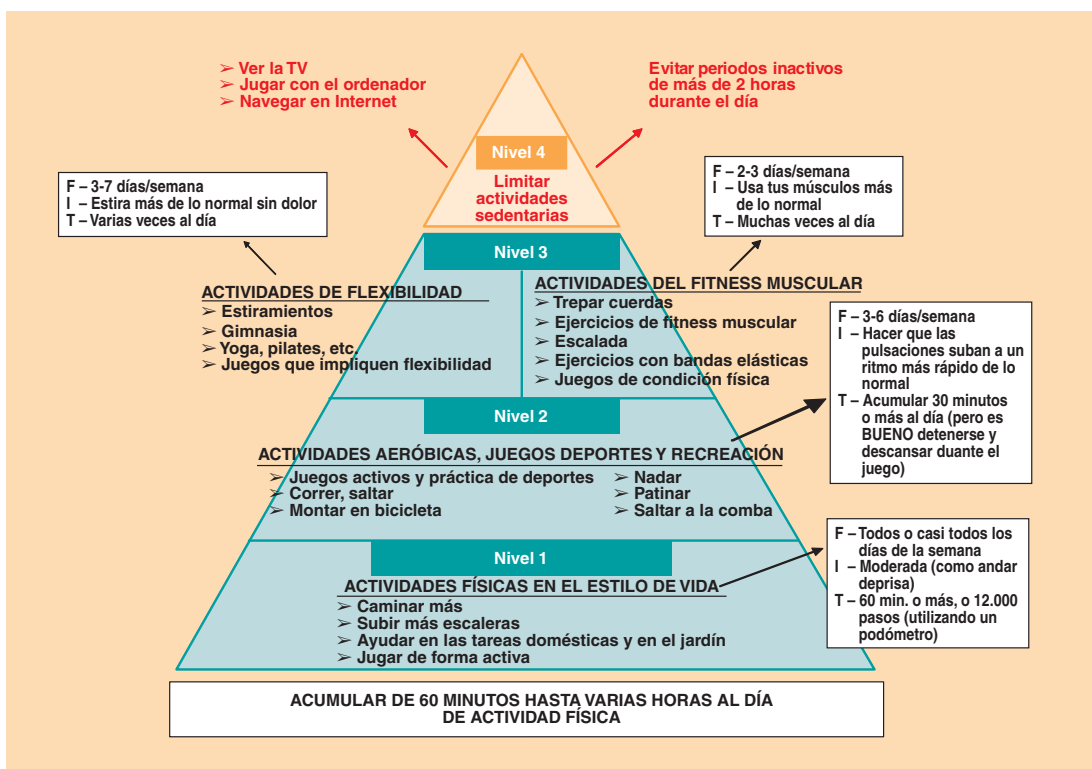 ➢ Ver la TV
➢ Jugar con el ordenador
➢ Navegar en Internet
Evitar periodos inactivos
de más de 2 horas
durante el día
Nivel 4
Limitar
actividades
sedentarias
F – 3-7 días/semana
I – Estira más de lo normal sin dolor
T – Varias veces al día
F – 2-3 días/semana
I – Usa tus músculos más
de lo normal
T – Muchas veces al día
Nivel 3
ACTIVIDADES DE FLEXIBILIDAD
➢ Estiramientos
➢ Gimnasia
➢ Yoga, pilates, etc.
➢ Juegos que impliquen flexibilidad
ACTIVIDADES DEL FITNESS MUSCULAR
➢ Trepar cuerdas
➢ Ejercicios de fitness muscular
➢ Escalada
➢ Ejercicios con bandas elásticas
➢ Juegos de condición física
F – 3-6 días/semana
I – Hacer que las
pulsaciones suban a un
ritmo más rápido de lo
normal
T – Acumular 30 minutos
o más al día (pero es
BUENO detenerse y
descansar duante el
juego)
Nivel 2
ACTIVIDADES AERÓBICAS, JUEGOS DEPORTES Y RECREACIÓN
➢ Juegos activos y práctica de deportes
➢ Correr, saltar
➢ Montar en bicicleta
➢ Nadar
➢ Patinar
➢ Saltar a la comba
Nivel 1
ACTIVIDADES FÍSICAS EN EL ESTILO DE VIDA
➢ Caminar más
➢ Subir más escaleras
➢ Ayudar en las tareas domésticas y en el jardín
➢ Jugar de forma activa
F – Todos o casi todos los
días de la semana
I – Moderada (como andar
deprisa)
T – 60 min. o más, o 12.000
pasos (utilizando un
podómetro)
ACUMULAR DE 60 MINUTOS HASTA VARIAS HORAS AL DÍA
DE ACTIVIDAD FÍSICA